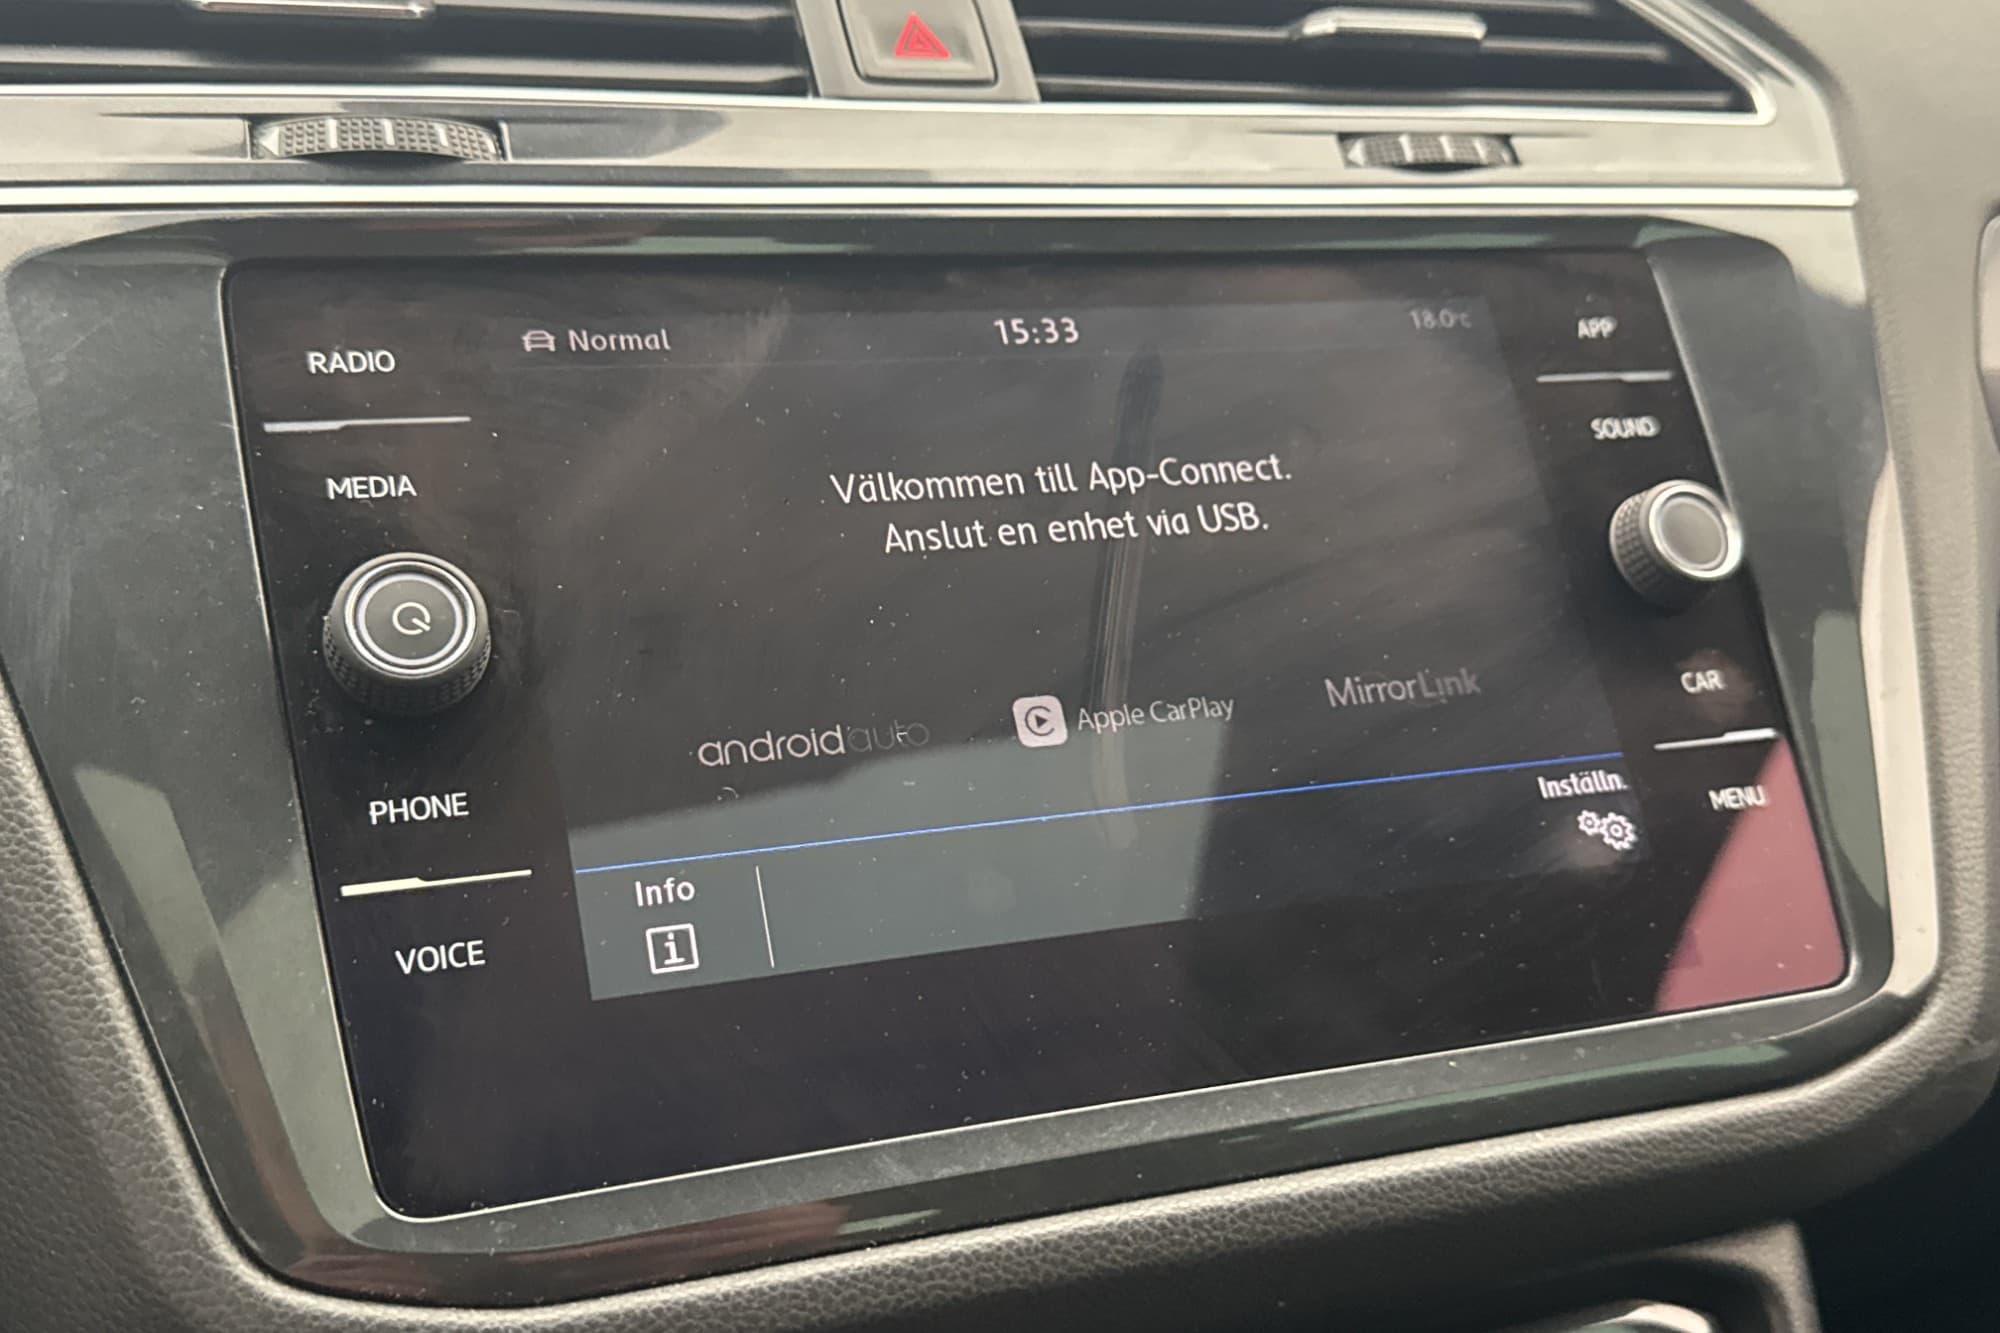 RADIO
MEDIA
PHONE
VOICE
Normal
15:33
18.0°c
Välkommen till App-Connect.
Anslut en enhet via USB.
androidauto
Apple CarPlay
MirrorLink
Info
i
Inställn.
APP
SOUND
CAR
MENU